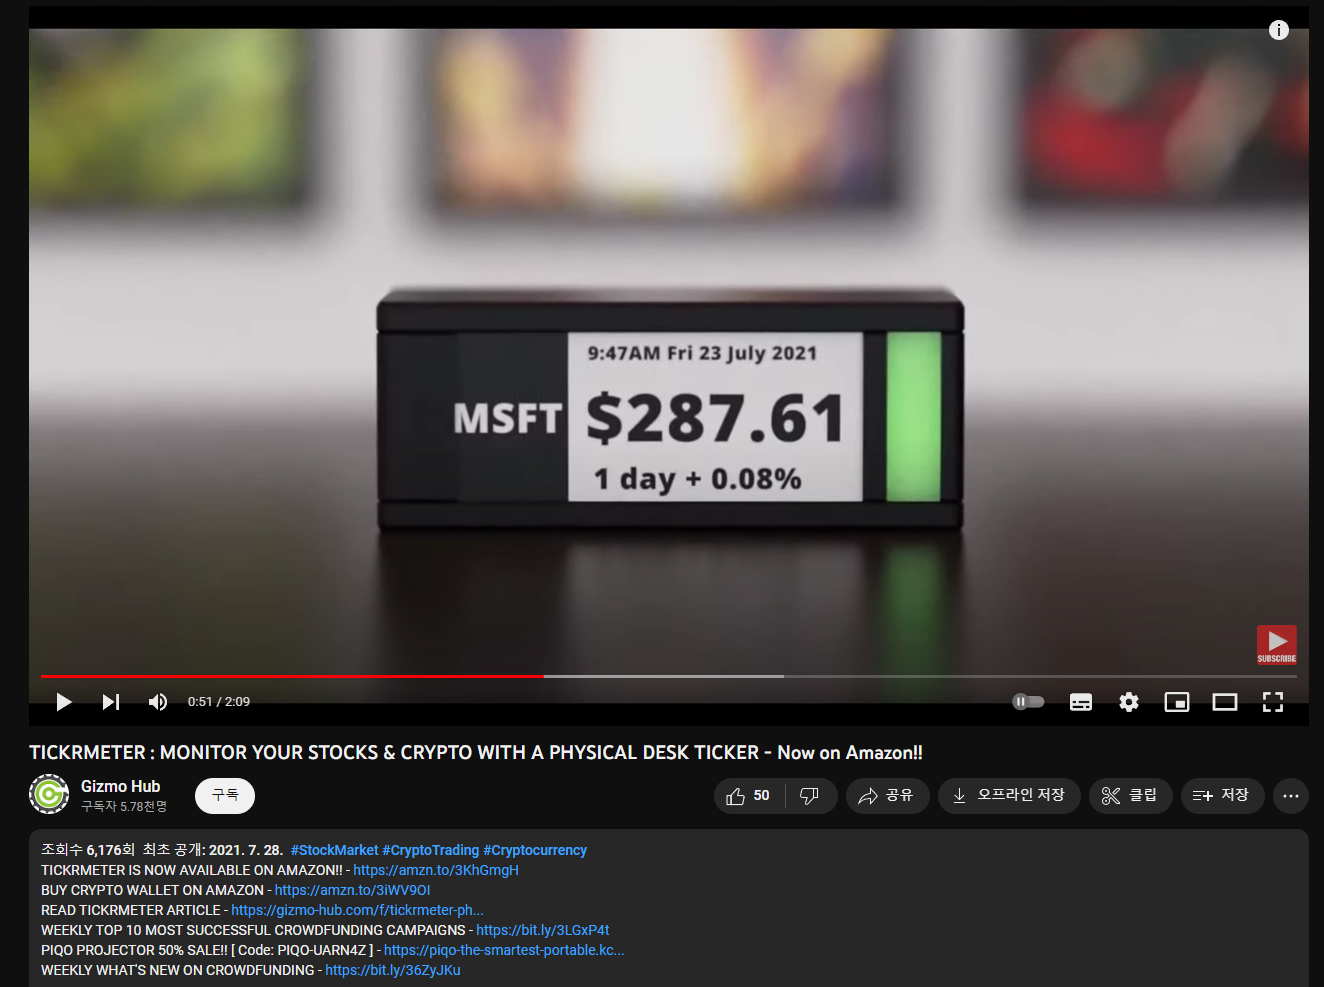 9:47AM Fri 23 July 2021
MSFT $287.61
1 day + 0.08%
SUBSCRIBE
0:51 / 2:09
TICKRMETER : MONITOR YOUR STOCKS & CRYPTO WITH A PHYSICAL DESK TICKER - Now on Amazon!!
Gizmo Hub
구독자 5.78천명
구독
50
공유
오프라인 저장
클립
저장
조회수 6,176회 최초 공개: 2021. 7. 28. #StockMarket #CryptoTrading #Cryptocurrency
TICKRMETER IS NOW AVAILABLE ON AMAZON!! - https://amzn.to/3KhGmgH
BUY CRYPTO WALLET ON AMAZON - https://amzn.to/3iWV9OI
READ TICKRMETER ARTICLE - https://gizmo-hub.com/f/tickrmeter-ph...
WEEKLY TOP 10 MOST SUCCESSFUL CROWDFUNDING CAMPAIGNS - https://bit.ly/3LGxP4t
PIQO PROJECTOR 50% SALE!! [ Code: PIQO-UARN4Z ] - https://piqo-the-smartest-portable.kc...
WEEKLY WHAT'S NEW ON CROWDFUNDING - https://bit.ly/36ZyJKu